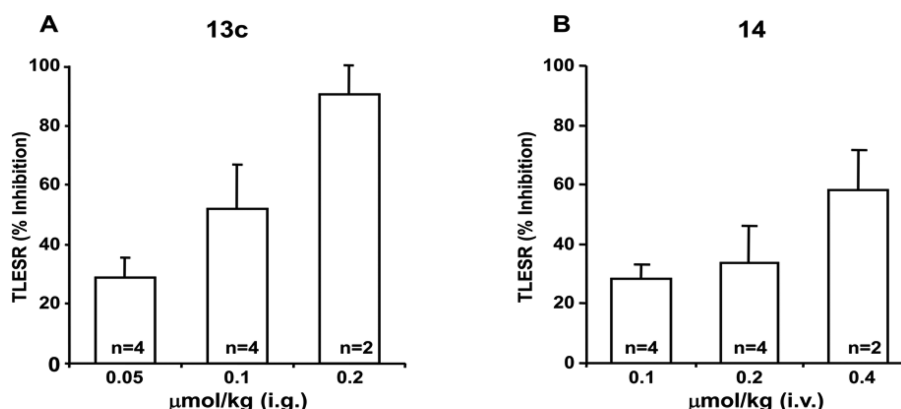 A
13c
TLESR (% Inhibition)
100
80
60
40
20
0
n=4
n=4
n=2
0.05
0.1
0.2
μmol/kg (i.g.)
B
14
TLESR (% Inhibition)
100
80
60
40
20
0
n=4
n=4
n=2
0.1
0.2
0.4
μmol/kg (i.v.)